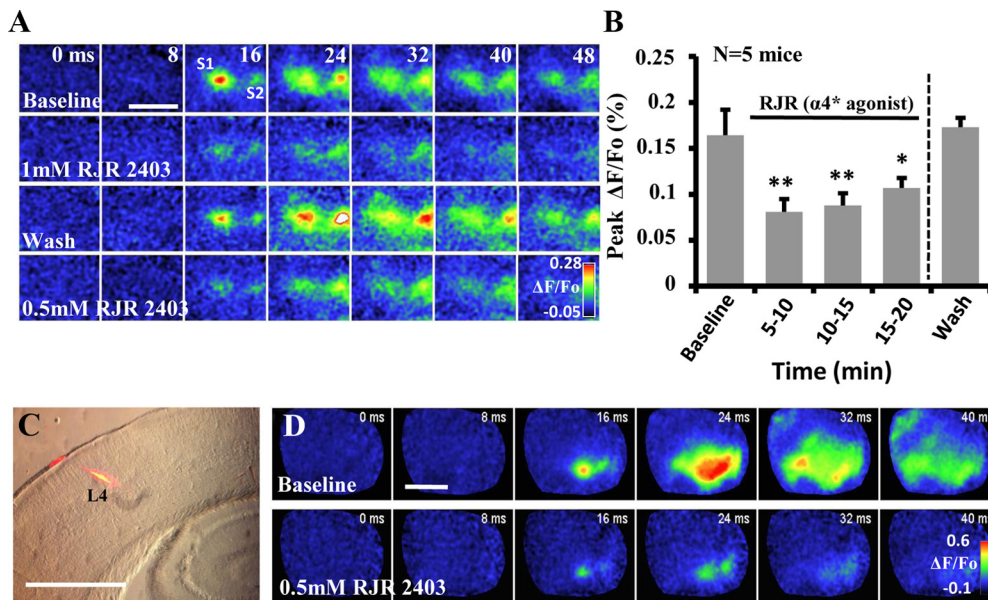 A
0 ms 8 16 24 32 40 48
S1
S2
Baseline
1mM RJR 2403
Wash
0.5mM RJR 2403
0.28
ΔF/Fo
-0.05
B
N=5 mice
RJR (α4* agonist)
Peak ΔF/Fo (%)
0.2
0.15
0.1
0.05
0
** ** *
Baseline 5-10 10-15 15-20 Wash
Time (min)
C
L4
D
0 ms 8 ms 16 ms 24 ms 32 ms 40 ms
Baseline
0 ms 8 ms 16 ms 24 ms 32 ms 40 ms
0.5mM RJR 2403
0.6
ΔF/Fo
-0.1